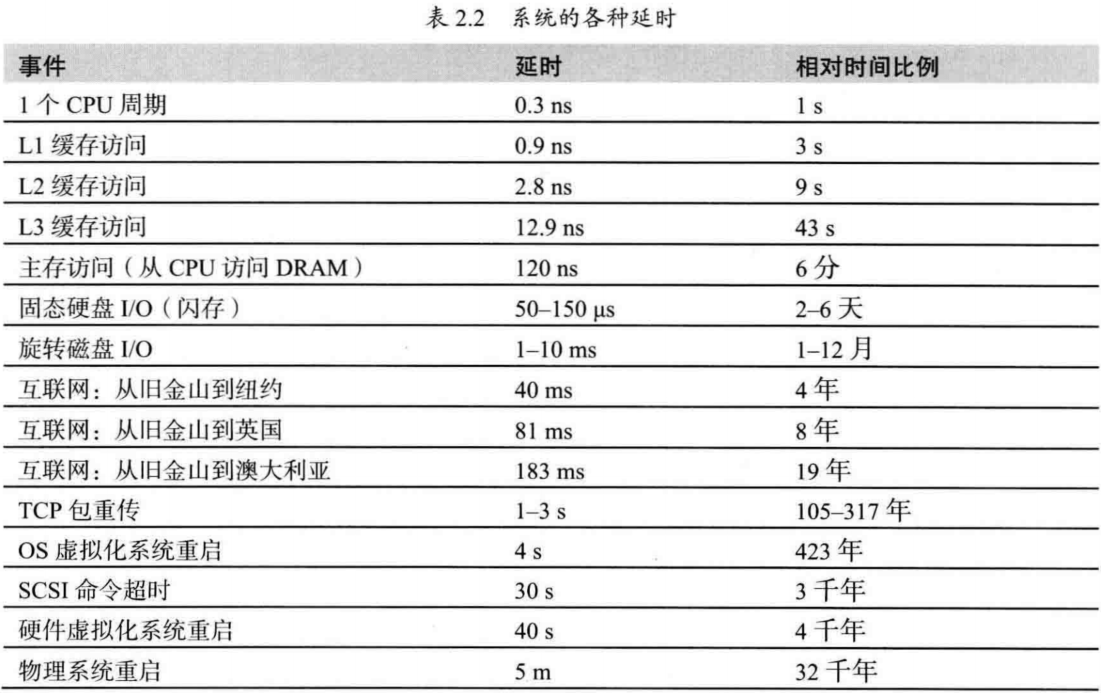 表 2.2 系统的各种延时
事件 延时 相对时间比例
1 个 CPU 周期 0.3 ns 1 s
L1 缓存访问 0.9 ns 3 s
L2 缓存访问 2.8 ns 9 s
L3 缓存访问 12.9 ns 43 s
主存访问（从 CPU 访问 DRAM） 120 ns 6 分
固态硬盘 I/O（闪存） 50–150 μs 2–6 天
旋转磁盘 I/O 1–10 ms 1–12 月
互联网：从旧金山到纽约 40 ms 4 年
互联网：从旧金山到英国 81 ms 8 年
互联网：从旧金山到澳大利亚 183 ms 19 年
TCP 包重传 1–3 s 105–317 年
OS 虚拟化系统重启 4 s 423 年
SCSI 命令超时 30 s 3 千年
硬件虚拟化系统重启 40 s 4 千年
物理系统重启 5 m 32 千年